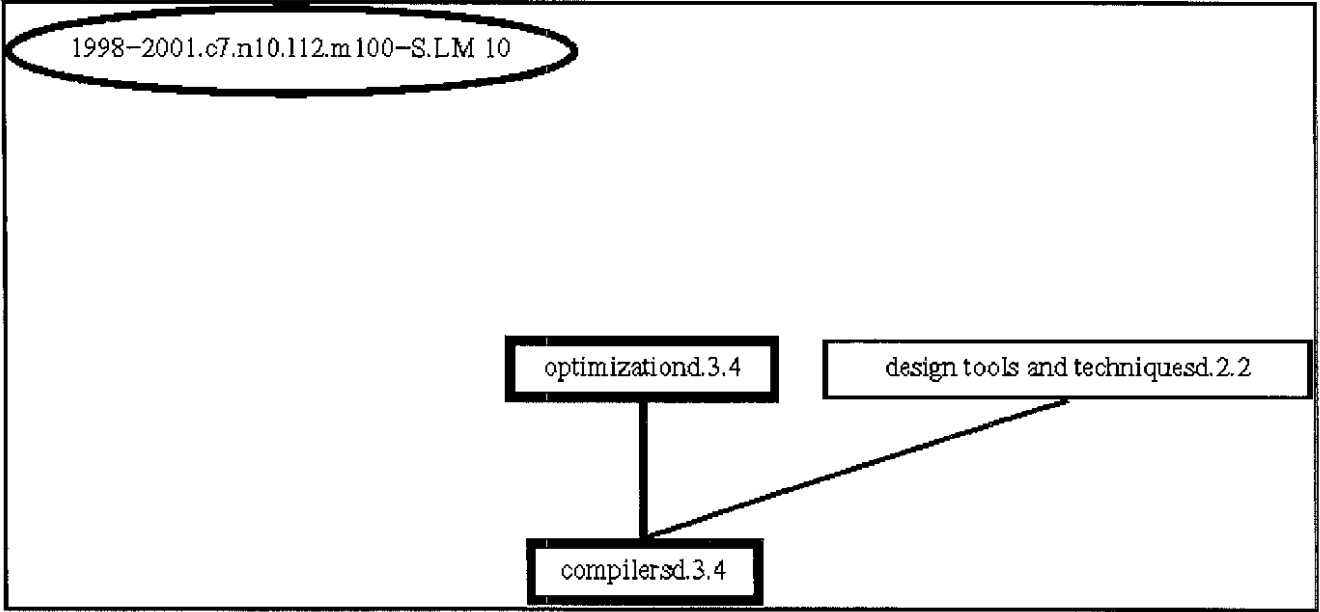 1998-2001.c7.n10.l12.m100-S.LM 10
optimizationd.3.4
design tools and techniquesd.2.2
compilersd.3.4